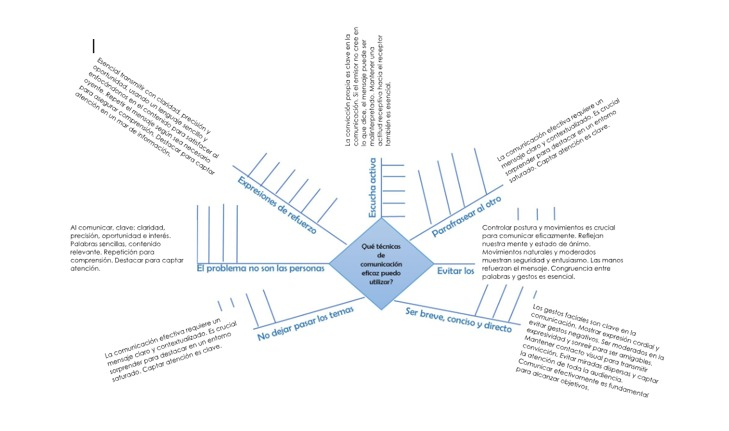 Esencial transmitir con claridad, precisión y
oportunidad, usando un lenguaje sencillo y
enfocándonos en el contenido para satisfacer al
oyente. Repetir el mensaje según sea necesario
para asegurar comprensión. Destacar para captar
atención en un mar de información.
Expresiones de refuerzo
La convicción propia es clave en la
comunicación. Si el emisor no cree en
lo que dice, el mensaje puede ser
malinterpretado. Mantener una
actitud receptiva hacia el receptor
también es esencial.
Escucha activa
La comunicación efectiva requiere un
mensaje claro y contextualizado. Es crucial
sorprender para destacar en un entorno
saturado. Captar atención es clave.
Parafrasear al otro
Al comunicar, clave: claridad,
precisión, oportunidad e interés.
Palabras sencillas, contenido
relevante. Repetición para
comprensión. Destacar para captar
atención.
El problema no son las personas
Qué técnicas
de
comunicación
eficaz puedo
utilizar?
Evitar los
Controlar postura y movimientos es crucial
para comunicar eficazmente. Reflejan
nuestra mente y estado de ánimo.
Movimientos naturales y moderados
muestran seguridad y entusiasmo. Las manos
refuerzan el mensaje. Congruencia entre
palabras y gestos es esencial.
La comunicación efectiva requiere un
mensaje claro y contextualizado. Es crucial
sorprender para destacar en un entorno
saturado. Captar atención es clave.
No dejar pasar los temas
Ser breve, conciso y directo
Los gestos faciales son clave en la
comunicación. Mostrar expresión cordial y
evitar gestos negativos. Ser moderados en la
expresividad y sonreír para ser amigables.
Mantener contacto visual para transmitir
convicción. Evitar miradas dispersas y captar
la atención de toda la audiencia.
Comunicar efectivamente es fundamental
para alcanzar objetivos.